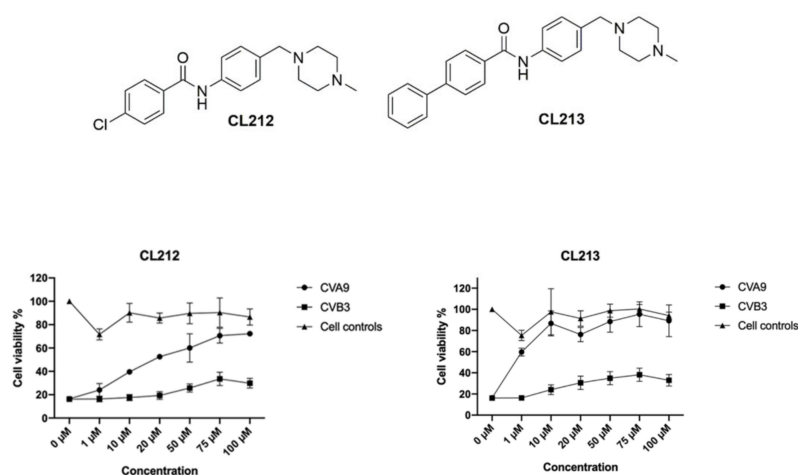 O
N
H
N
N
Cl
CL212
O
N
H
N
N
CL213
CL212
120
100
80
60
40
20
0
Cell viability %
0 µM
1 µM
10 µM
20 µM
50 µM
75 µM
100 µM
Concentration
CVA9
CVB3
Cell controls
CL213
120
100
80
60
40
20
0
Cell viability %
0 µM
1 µM
10 µM
20 µM
50 µM
75 µM
100 µM
Concentration
CVA9
CVB3
Cell controls